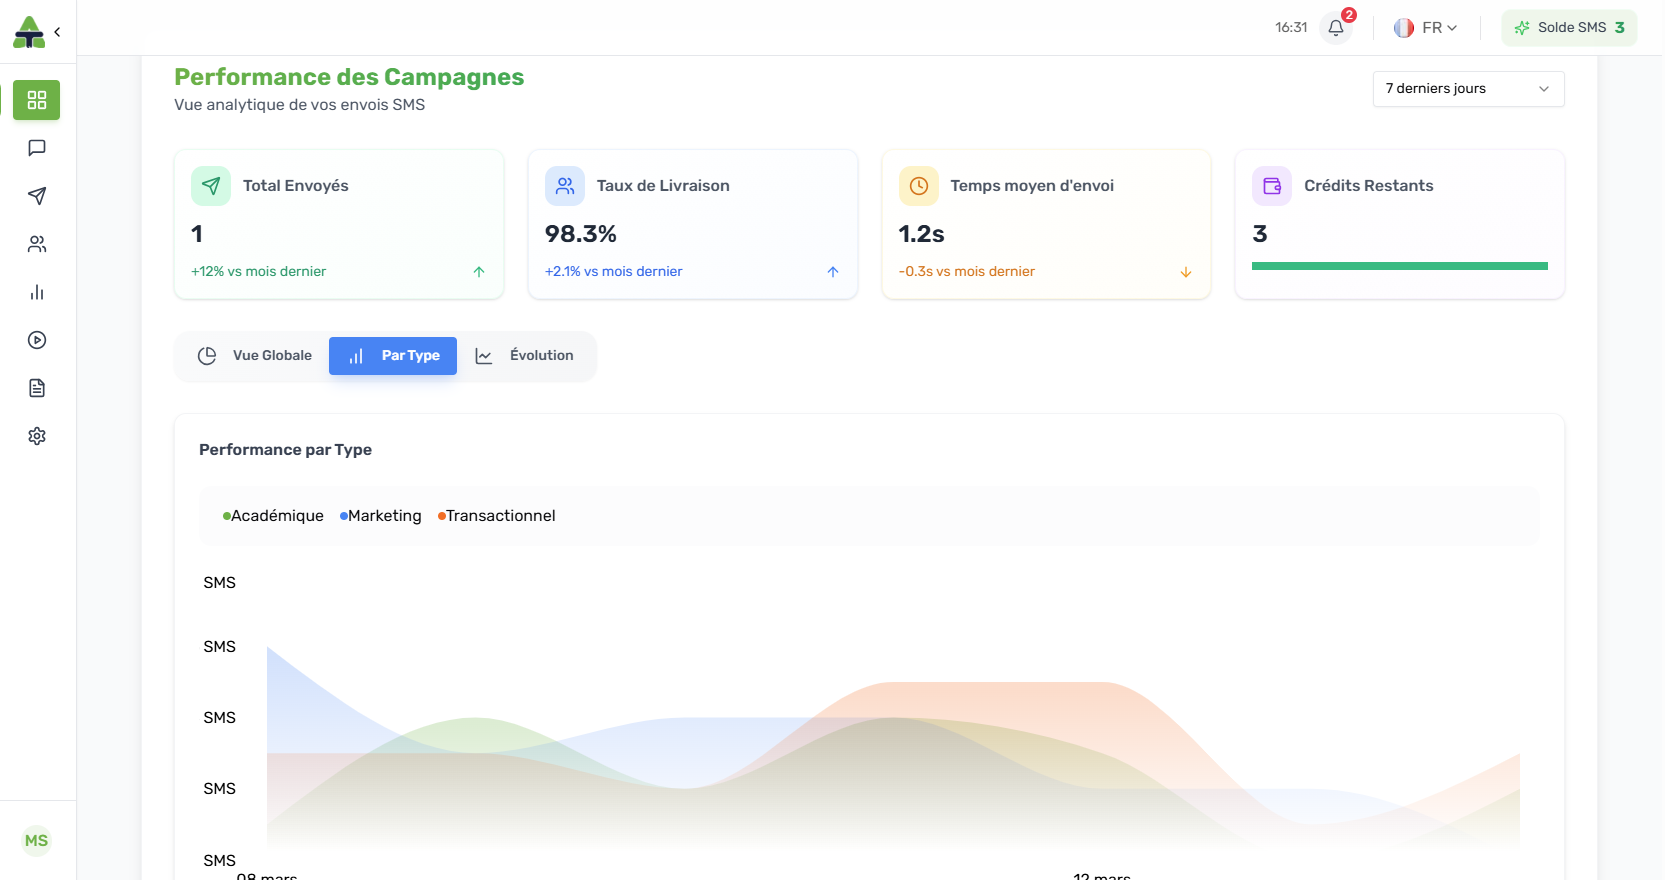 16:31
2
FR
Solde SMS 3
Performance des Campagnes
Vue analytique de vos envois SMS
7 derniers jours
Total Envoyés
1
+12% vs mois dernier
Taux de Livraison
98.3%
+2.1% vs mois dernier
Temps moyen d'envoi
1.2s
-0.3s vs mois dernier
Crédits Restants
3
Vue Globale
Par Type
Évolution
Performance par Type
Académique Marketing Transactionnel
SMS
SMS
SMS
SMS
SMS
08 mars
12 mars
MS